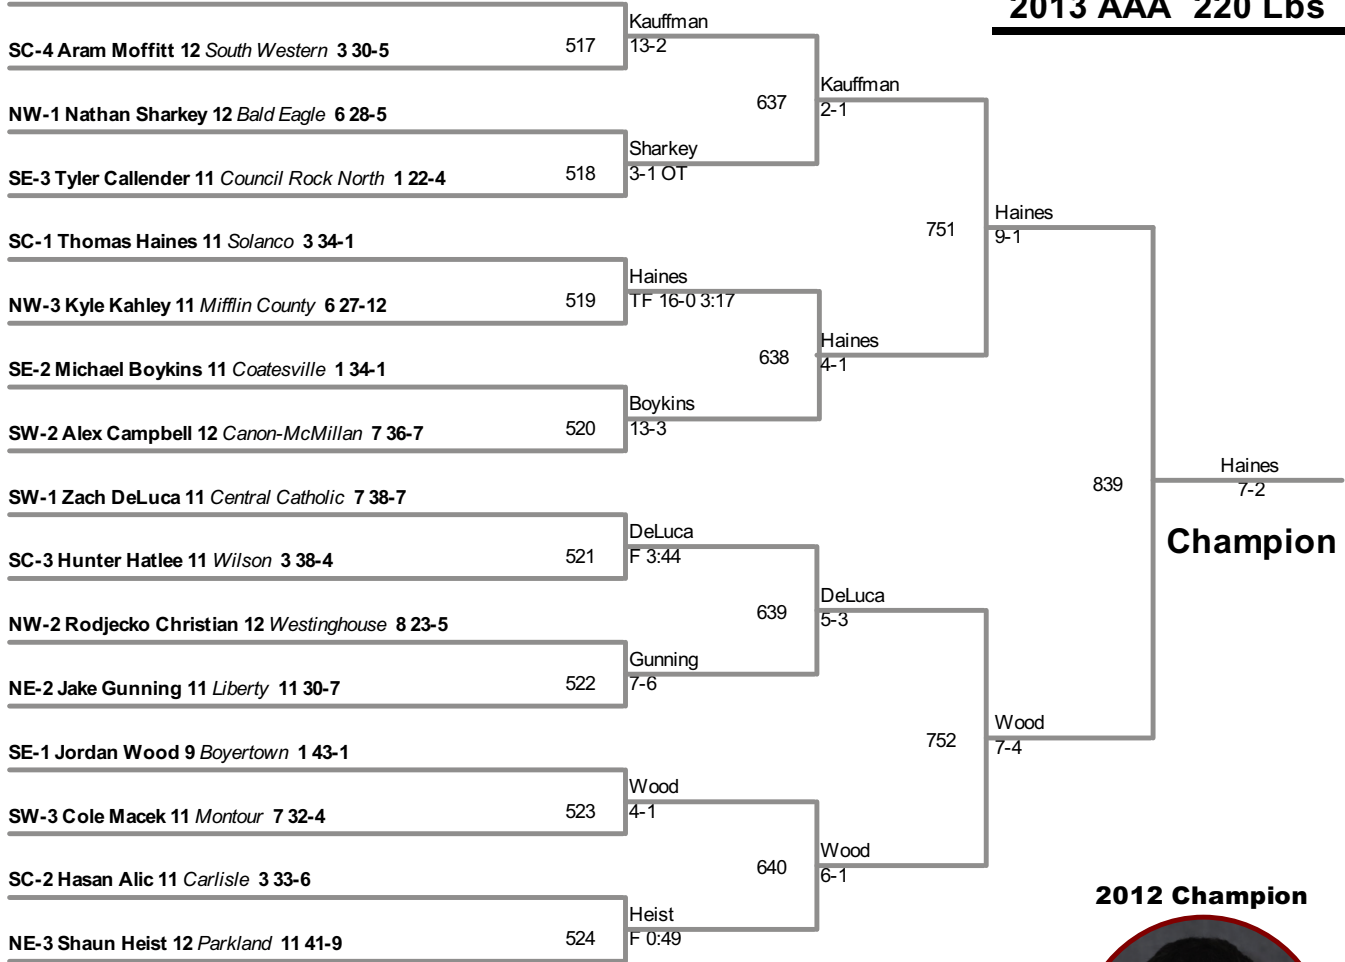 2013 AAA 220 Lbs
Kauffman
SC-4 Aram Moffitt 12 South Western 3 30-5
517
13-2
Kauffman
637
2-1
NW-1 Nathan Sharkey 12 Bald Eagle 6 28-5
Sharkey
SE-3 Tyler Callender 11 Council Rock North 1 22-4
518
3-1 OT
Haines
751
9-1
SC-1 Thomas Haines 11 Solanco 3 34-1
Haines
NW-3 Kyle Kahley 11 Mifflin County 6 27-12
519
TF 16-0 3:17
Haines
638
4-1
SE-2 Michael Boykins 11 Coatesville 1 34-1
Boykins
SW-2 Alex Campbell 12 Canon-McMillan 7 36-7
520
13-3
Haines
839
7-2
SW-1 Zach DeLuca 11 Central Catholic 7 38-7
DeLuca
Champion
SC-3 Hunter Hatlee 11 Wilson 3 38-4
521
F 3:44
DeLuca
639
5-3
NW-2 Rodjecko Christian 12 Westinghouse 8 23-5
Gunning
NE-2 Jake Gunning 11 Liberty 11 30-7
522
7-6
Wood
752
7-4
SE-1 Jordan Wood 9 Boyertown 1 43-1
Wood
SW-3 Cole Macek 11 Montour 7 32-4
523
4-1
Wood
640
6-1
SC-2 Hasan Alic 11 Carlisle 3 33-6
2012 Champion
Heist
NE-3 Shaun Heist 12 Parkland 11 41-9
524
F 0:49